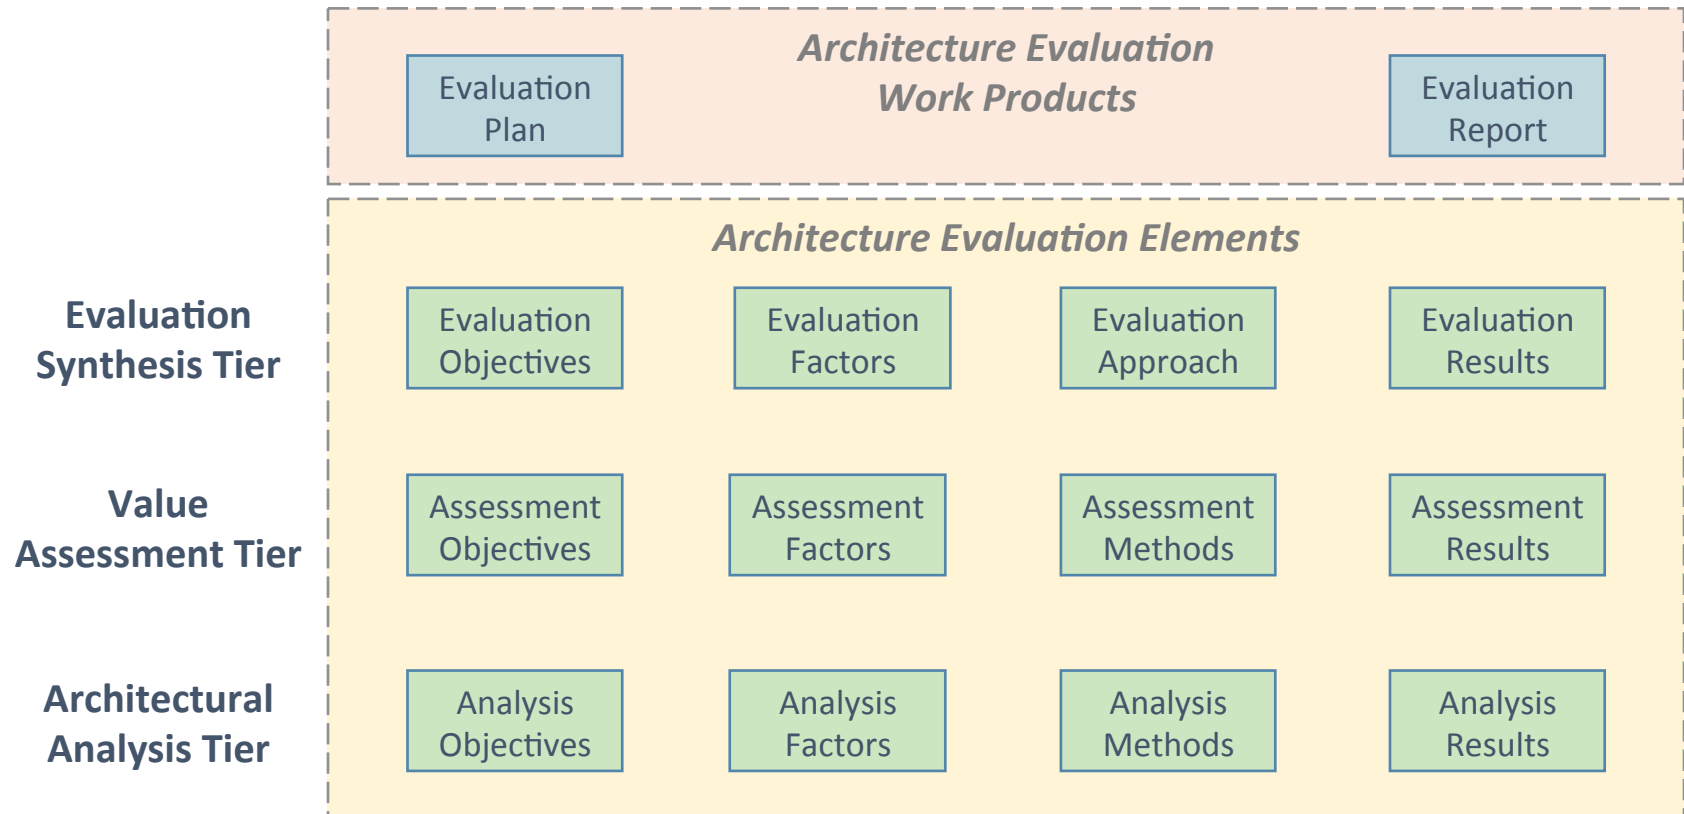 Architecture Evaluation
Work Products
Evaluation
Plan
Evaluation
Report
Architecture Evaluation Elements
Evaluation
Synthesis Tier
Evaluation
Objectives
Evaluation
Factors
Evaluation
Approach
Evaluation
Results
Value
Assessment Tier
Assessment
Objectives
Assessment
Factors
Assessment
Methods
Assessment
Results
Architectural
Analysis Tier
Analysis
Objectives
Analysis
Factors
Analysis
Methods
Analysis
Results